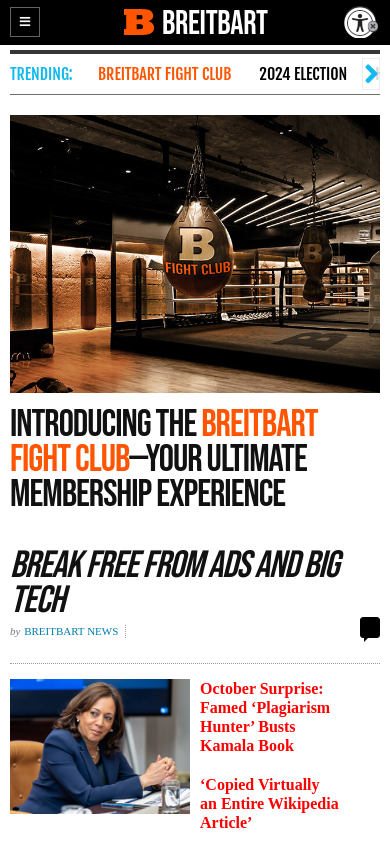 BREITBART
TRENDING:
BREITBART FIGHT CLUB
2024 ELECTION
B
FIGHT CLUB
INTRODUCING THE BREITBART
FIGHT CLUB—YOUR ULTIMATE
MEMBERSHIP EXPERIENCE
BREAK FREE FROM ADS AND BIG
TECH
by BREITBART NEWS
October Surprise:
Famed ‘Plagiarism
Hunter’ Busts
Kamala Book
‘Copied Virtually
an Entire Wikipedia
Article’